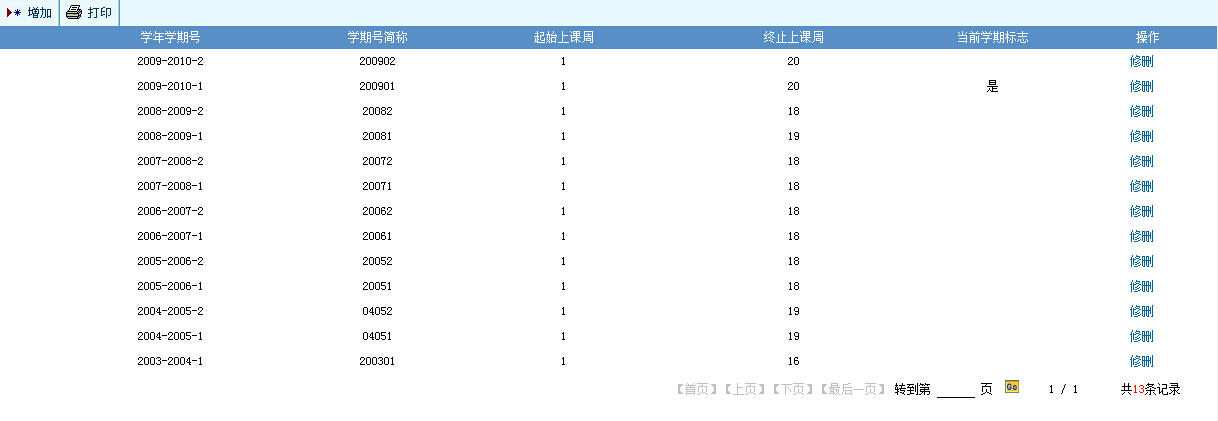 增加 打印
学年学期号 学期号简称 起始上课周 终止上课周 当前学期标志 操作
2009-2010-2 200902 1 20 修删
2009-2010-1 200901 1 20 是 修删
2008-2009-2 20082 1 18 修删
2008-2009-1 20081 1 19 修删
2007-2008-2 20072 1 18 修删
2007-2008-1 20071 1 18 修删
2006-2007-2 20062 1 18 修删
2006-2007-1 20061 1 18 修删
2005-2006-2 20052 1 18 修删
2005-2006-1 20051 1 18 修删
2004-2005-2 04052 1 19 修删
2004-2005-1 04051 1 19 修删
2003-2004-1 200301 1 16 修删
【首页】【上页】【下页】【最后一页】 转到第 页 Go 1 / 1 共13条记录